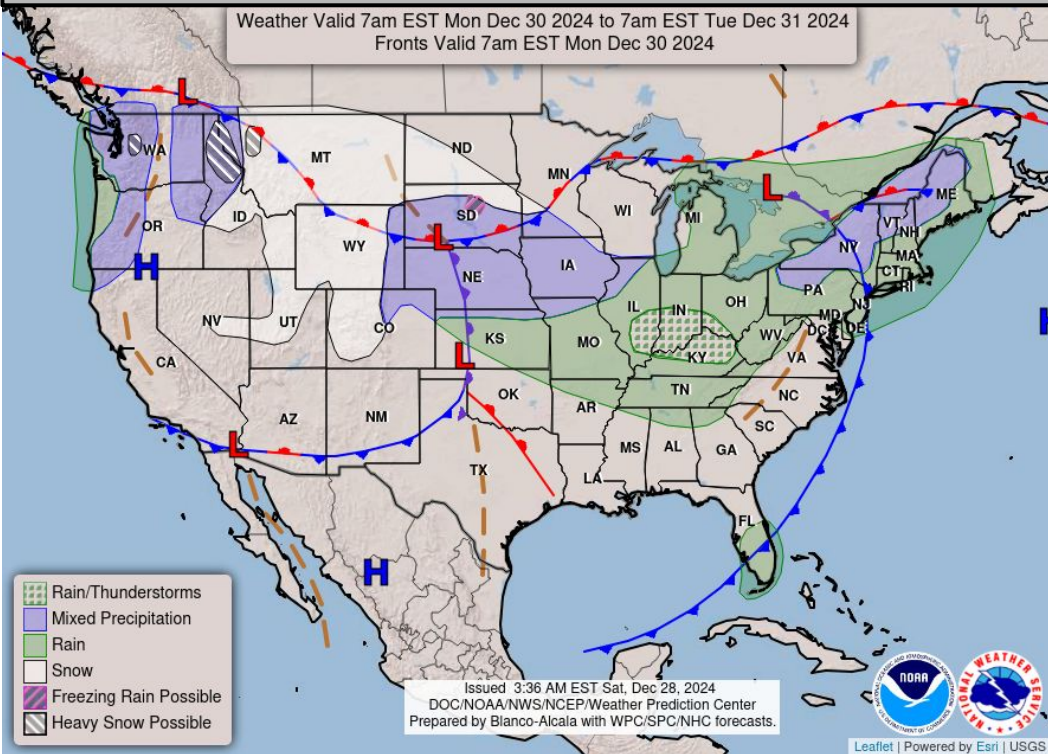 Weather Valid 7am EST Mon Dec 30 2024 to 7am EST Tue Dec 31 2024
Fronts Valid 7am EST Mon Dec 30 2024
L
WA
MT
ND
MN
OR
ID
WY
SD
L
WI
MI
L
ME
VT
NH
NY
MA
CT
RI
H
NV
UT
CO
NE
IA
IL
IN
OH
PA
NJ
MD
DE
DC
WV
VA
H
CA
L
KS
MO
KY
AZ
NM
OK
AR
TN
NC
SC
L
TX
LA
MS
AL
GA
FL
H
Rain/Thunderstorms
Mixed Precipitation
Rain
Snow
Freezing Rain Possible
Heavy Snow Possible
Issued 3:36 AM EST Sat, Dec 28, 2024
DOC/NOAA/NWS/NCEP/Weather Prediction Center
Prepared by Blanco-Alcala with WPC/SPC/NHC forecasts.
NOAA
NATIONAL WEATHER SERVICE
Leaflet | Powered by Esri | USGS